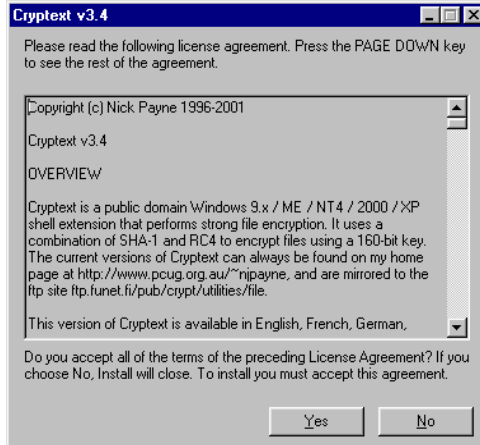 Cryptext v3.4
Please read the following license agreement. Press the PAGE DOWN key
to see the rest of the agreement.
Copyright (c) Nick Payne 1996-2001
Cryptext v3.4
OVERVIEW
Cryptext is a public domain Windows 9.x / ME / NT4 / 2000 / XP
shell extension that performs strong file encryption. It uses a
combination of SHA-1 and RC4 to encrypt files using a 160-bit key.
The current versions of Cryptext can always be found on my home
page at http://www.pcug.org.au/~njpayne, and are mirrored to the
ftp site ftp.funet.fi/pub/crypt/utilities/file.
This version of Cryptext is available in English, French, German,
Do you accept all of the terms of the preceding License Agreement? If you
choose No, Install will close. To install you must accept this agreement.
Yes No